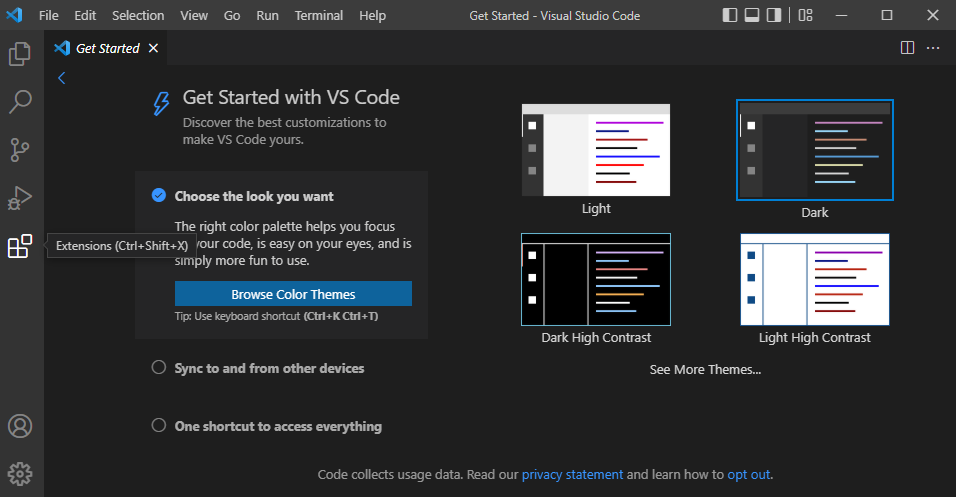 File Edit Selection View Go Run Terminal Help Get Started - Visual Studio Code
Get Started
Get Started with VS Code
Discover the best customizations to
make VS Code yours.
Choose the look you want
The right color palette helps you focus
your code, is easy on your eyes, and is
simply more fun to use.
Extensions (Ctrl+Shift+X)
Browse Color Themes
Tip: Use keyboard shortcut (Ctrl+K Ctrl+T)
Sync to and from other devices
One shortcut to access everything
Light
Dark
Dark High Contrast
Light High Contrast
See More Themes...
Code collects usage data. Read our privacy statement and learn how to opt out.